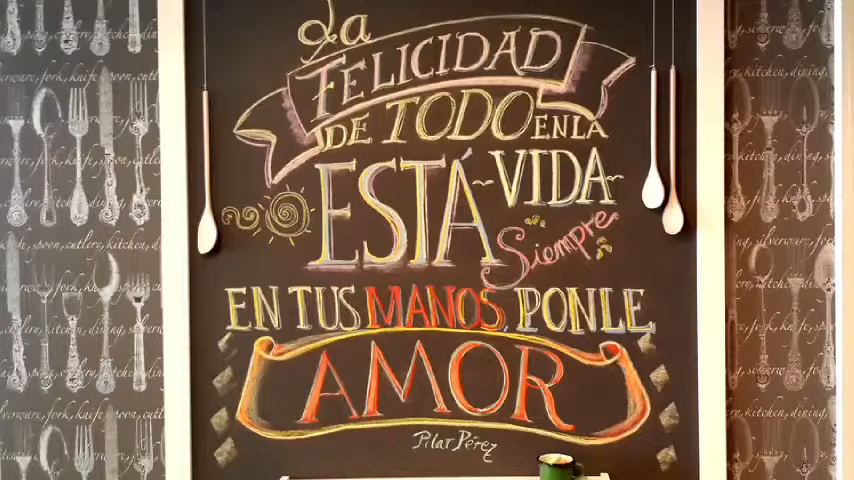 La
FELICIDAD
DE TODO EN LA
ESTÁ ~VIDA~
Siempre
EN TUS MANOS, PONLE
AMOR
Pilar Pérez